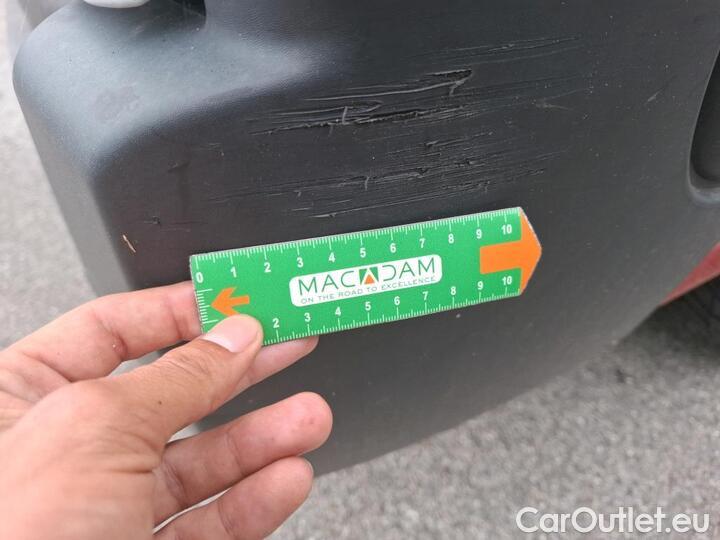 0 1 2 3 4 5 6 7 8 9 10
MACADAM
ON THE ROAD TO EXCELLENCE
2 3 4 5 6 7 8 9 10
CarOutlet.eu